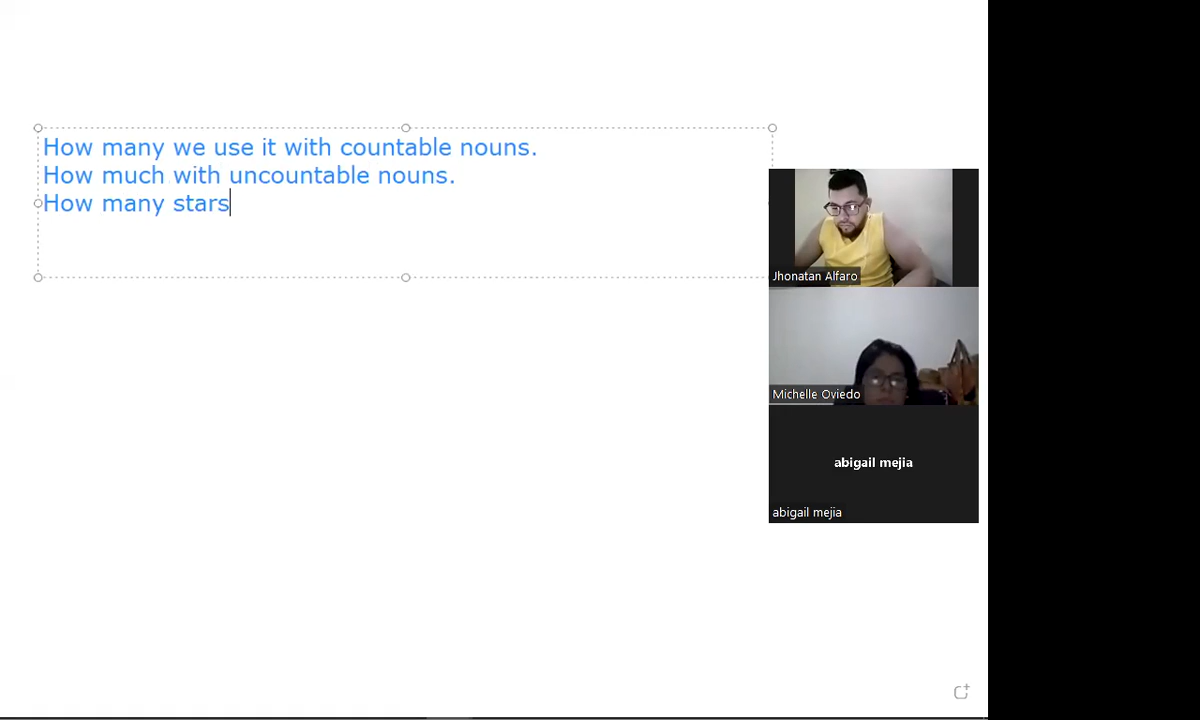 How many we use it with countable nouns.
How much with uncountable nouns.
How many stars
Jhonatan Alfaro
Michelle Oviedo
abigail mejia
abigail mejia